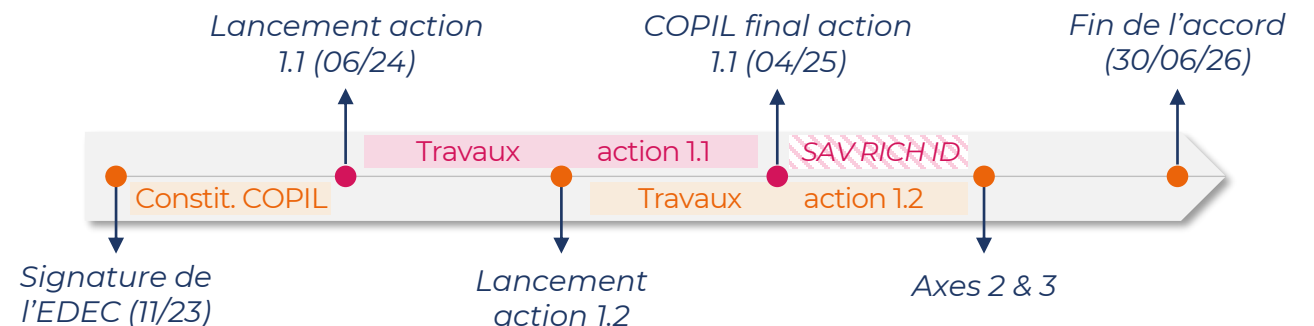 Lancement action
1.1 (06/24)
COPIL final action
1.1 (04/25)
Fin de l’accord
(30/06/26)
Travaux action 1.1
SAV RICH ID
Constit. COPIL
Travaux action 1.2
Signature de
l’EDEC (11/23)
Lancement
action 1.2
Axes 2 & 3